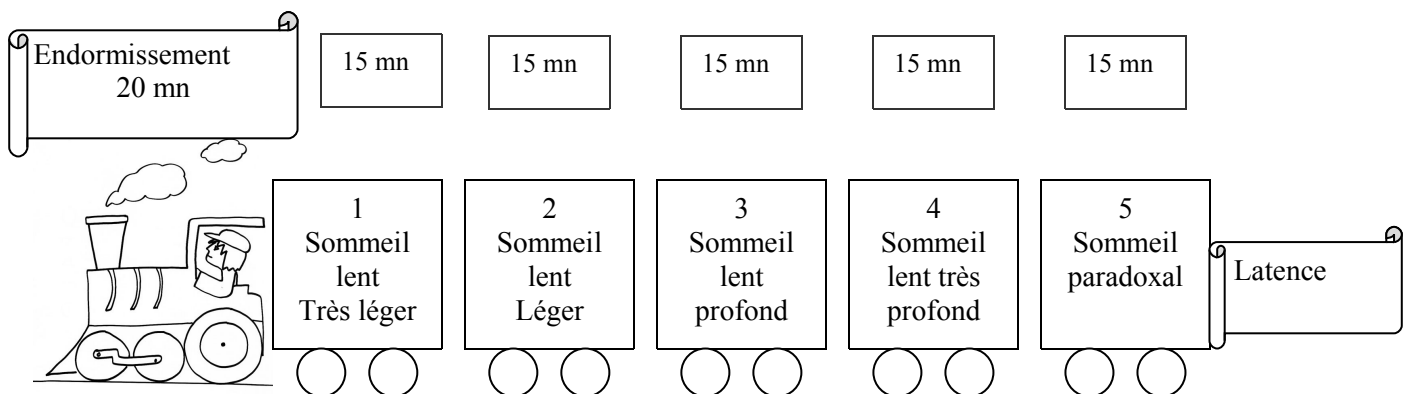 Endormissement
20 mn
15 mn
15 mn
15 mn
15 mn
15 mn
1
Sommeil
lent
Très léger
2
Sommeil
lent
Léger
3
Sommeil
lent
profond
4
Sommeil
lent très
profond
5
Sommeil
paradoxal
Latence